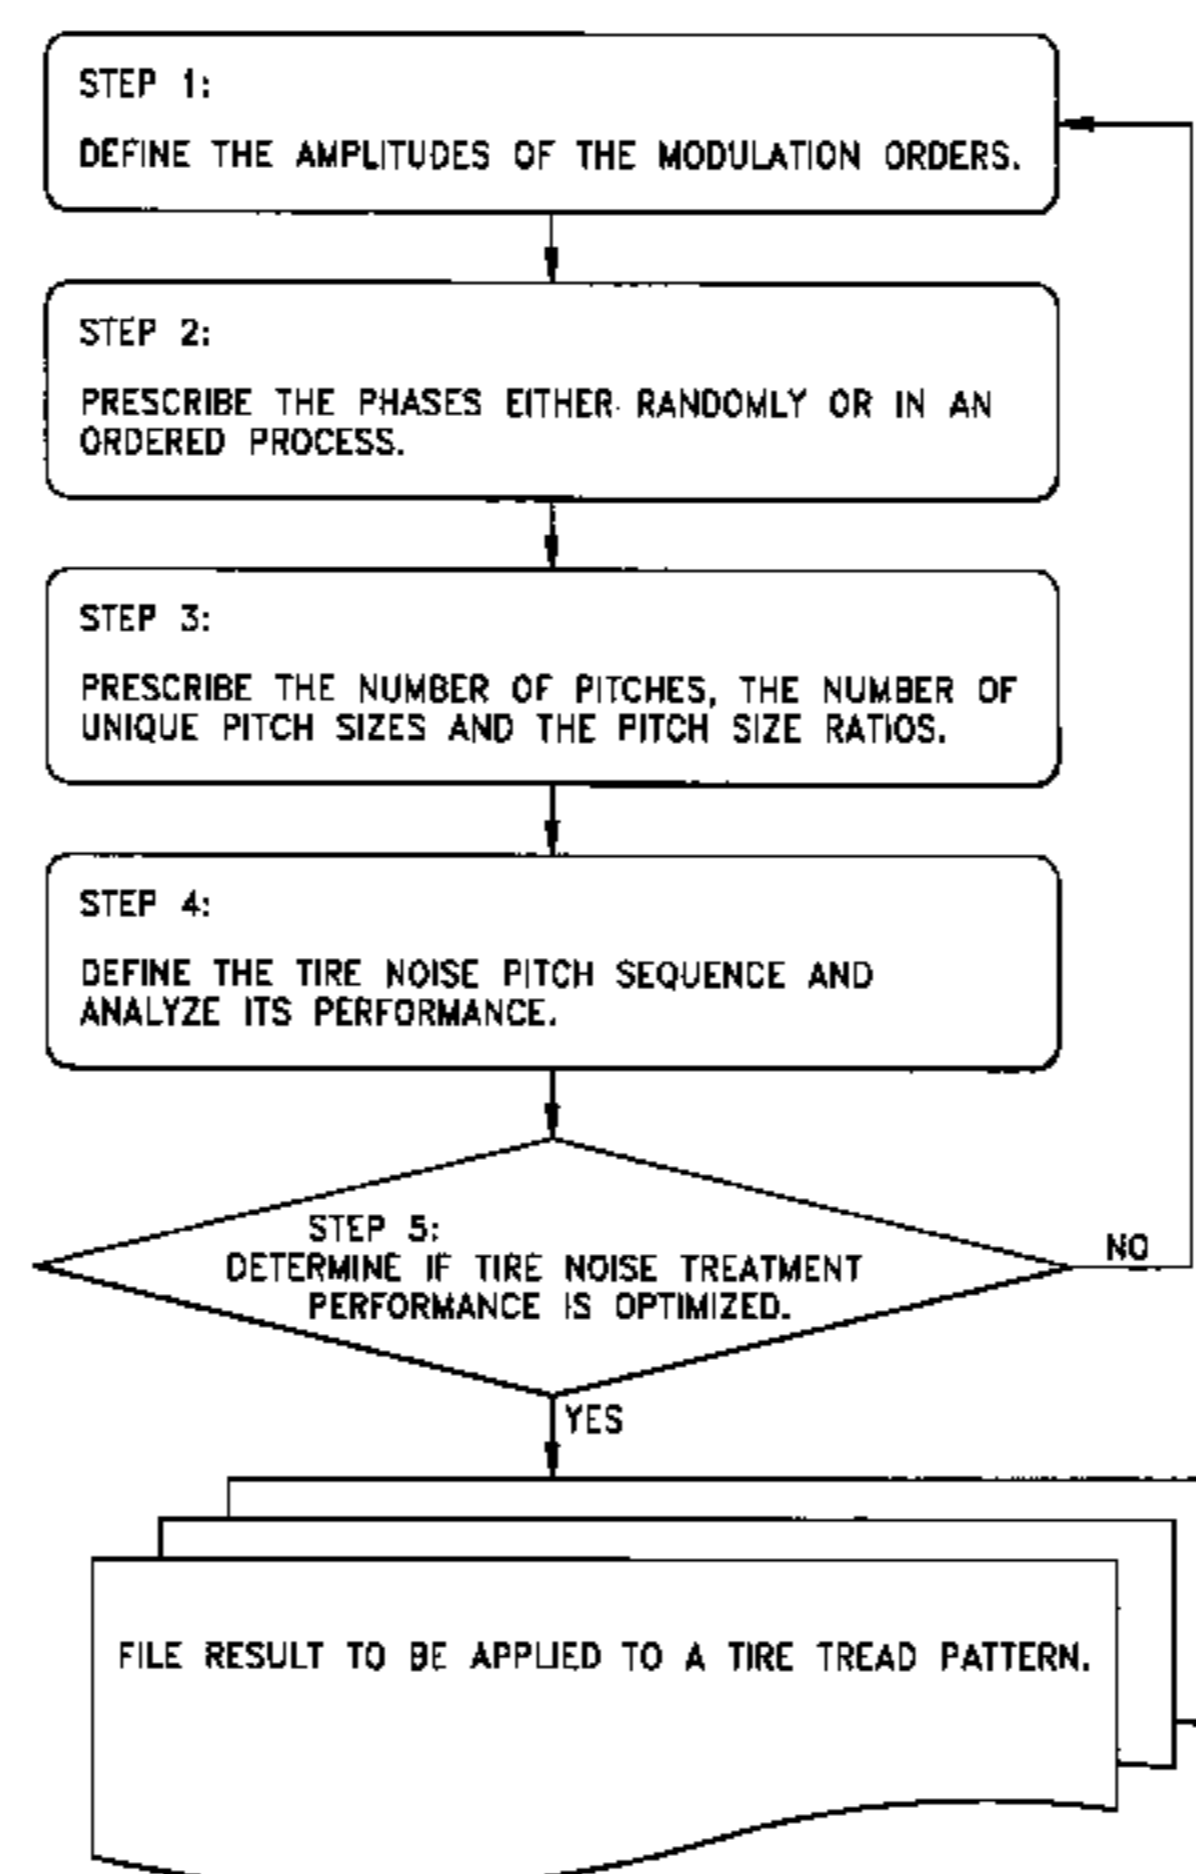 STEP 1:
DEFINE THE AMPLITUDES OF THE MODULATION ORDERS.
STEP 2:
PRESCRIBE THE PHASES EITHER RANDOMLY OR IN AN
ORDERED PROCESS.
STEP 3:
PRESCRIBE THE NUMBER OF PITCHES, THE NUMBER OF
UNIQUE PITCH SIZES AND THE PITCH SIZE RATIOS.
STEP 4:
DEFINE THE TIRE NOISE PITCH SEQUENCE AND
ANALYZE ITS PERFORMANCE.
STEP 5:
DETERMINE IF TIRE NOISE TREATMENT
PERFORMANCE IS OPTIMIZED.
NO
YES
FILE RESULT TO BE APPLIED TO A TIRE TREAD PATTERN.